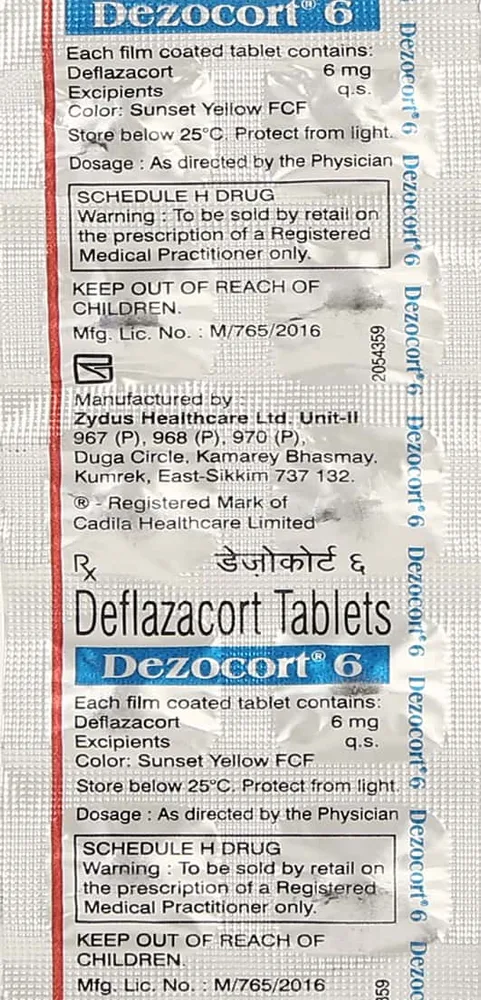 Dezocort® 6
Each film coated tablet contains:
Deflazacort 6 mg
Excipients q.s.
Color: Sunset Yellow FCF
Store below 25°C. Protect from light.
Dosage : As directed by the Physician
SCHEDULE H DRUG
Warning : To be sold by retail on
the prescription of a Registered
Medical Practitioner only.
KEEP OUT OF REACH OF
CHILDREN.
Mfg. Lic. No. : M/765/2016
2054359
Manufactured by :
Zydus Healthcare Ltd. Unit-II
967 (P), 968 (P), 970 (P),
Duga Circle, Kamarey Bhasmay,
Kumrek, East-Sikkim 737 132.
® - Registered Mark of
Cadila Healthcare Limited
Rx डेज़ोकोर्ट ६
Deflazacort Tablets
Dezocort® 6
Each film coated tablet contains:
Deflazacort 6 mg
Excipients q.s.
Color: Sunset Yellow FCF
Store below 25°C. Protect from light.
Dosage : As directed by the Physician
SCHEDULE H DRUG
Warning : To be sold by retail on
the prescription of a Registered
Medical Practitioner only.
KEEP OUT OF REACH OF
CHILDREN.
Mfg. Lic. No. : M/765/2016
59
Dezocort® 6 Dezocort® 6 Dezocort® 6 Dezocort® 6 Dezocort® 6 Dezocort® 6 Dezocort® 6 Dezoc